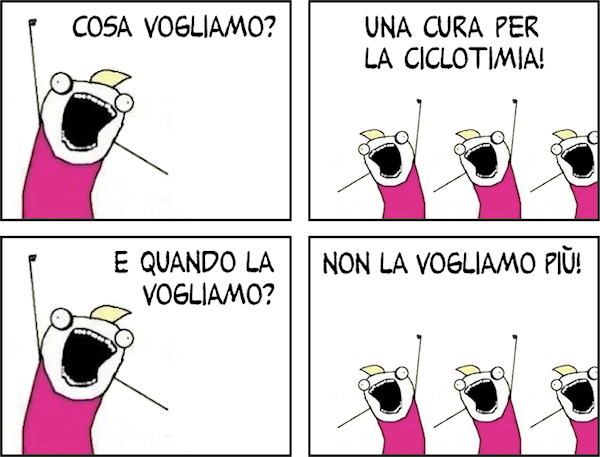 COSA VOGLIAMO?
UNA CURA PER
LA CICLOTIMIA!
E QUANDO LA
VOGLIAMO?
NON LA VOGLIAMO PIÙ!